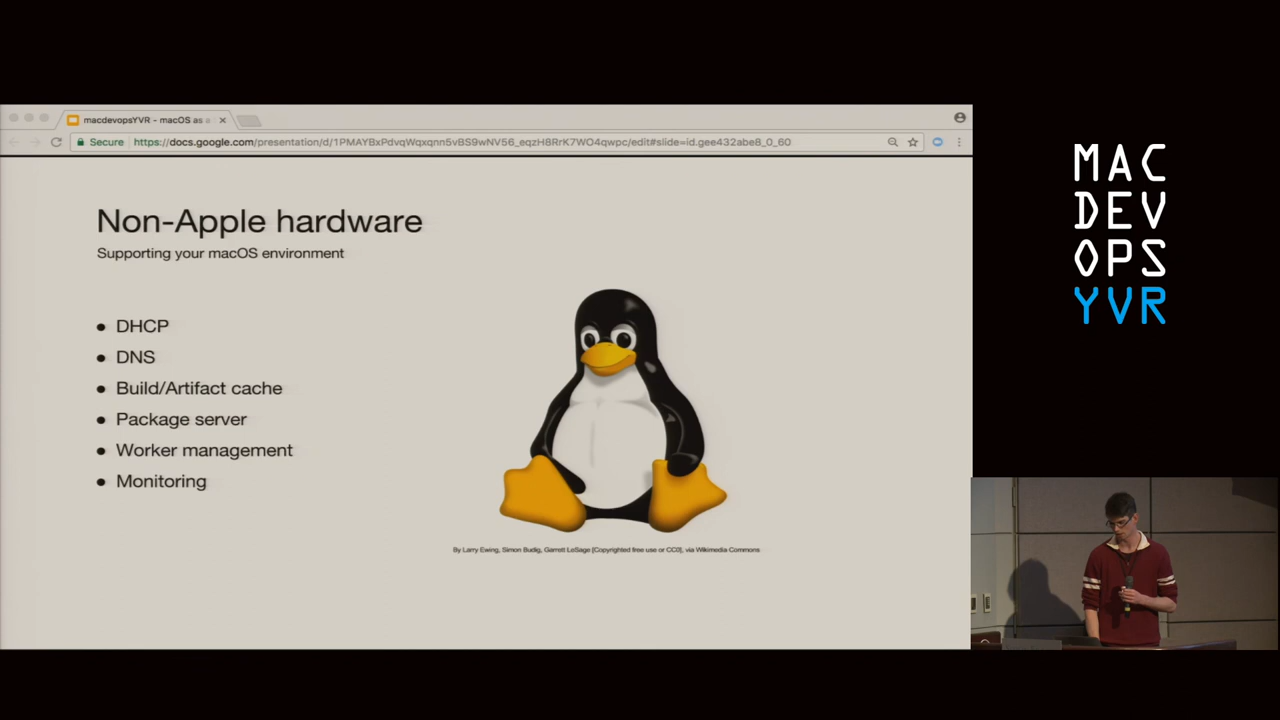 macdevopsYVR - macOS as a
Secure
https://docs.google.com/presentation/d/1PMAYBxPdvqWqxqnn5vBS9wNV56_eqzH8RrK7WO4qwpc/edit#slide=id.gee432abe8_0_60
Non-Apple hardware
Supporting your macOS environment
DHCP
DNS
Build/Artifact cache
Package server
Worker management
Monitoring
By Larry Ewing, Simon Budig, Garrett LeSage [Copyrighted free use or CC0], via Wikimedia Commons
MAC
DEV
OPS
YVR